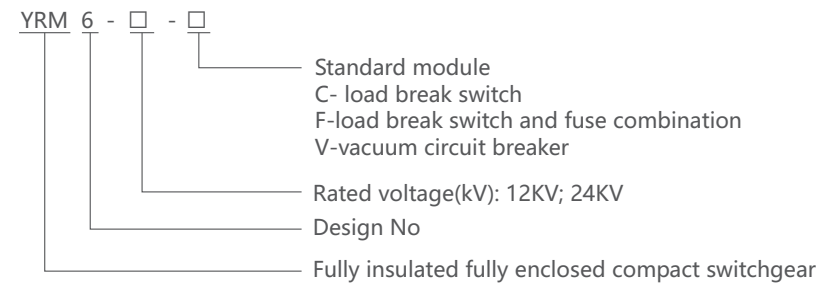 YRM 6 - □ - □
Standard module
C- load break switch
F-load break switch and fuse combination
V-vacuum circuit breaker
Rated voltage(kV): 12KV; 24KV
Design No
Fully insulated fully enclosed compact switchgear